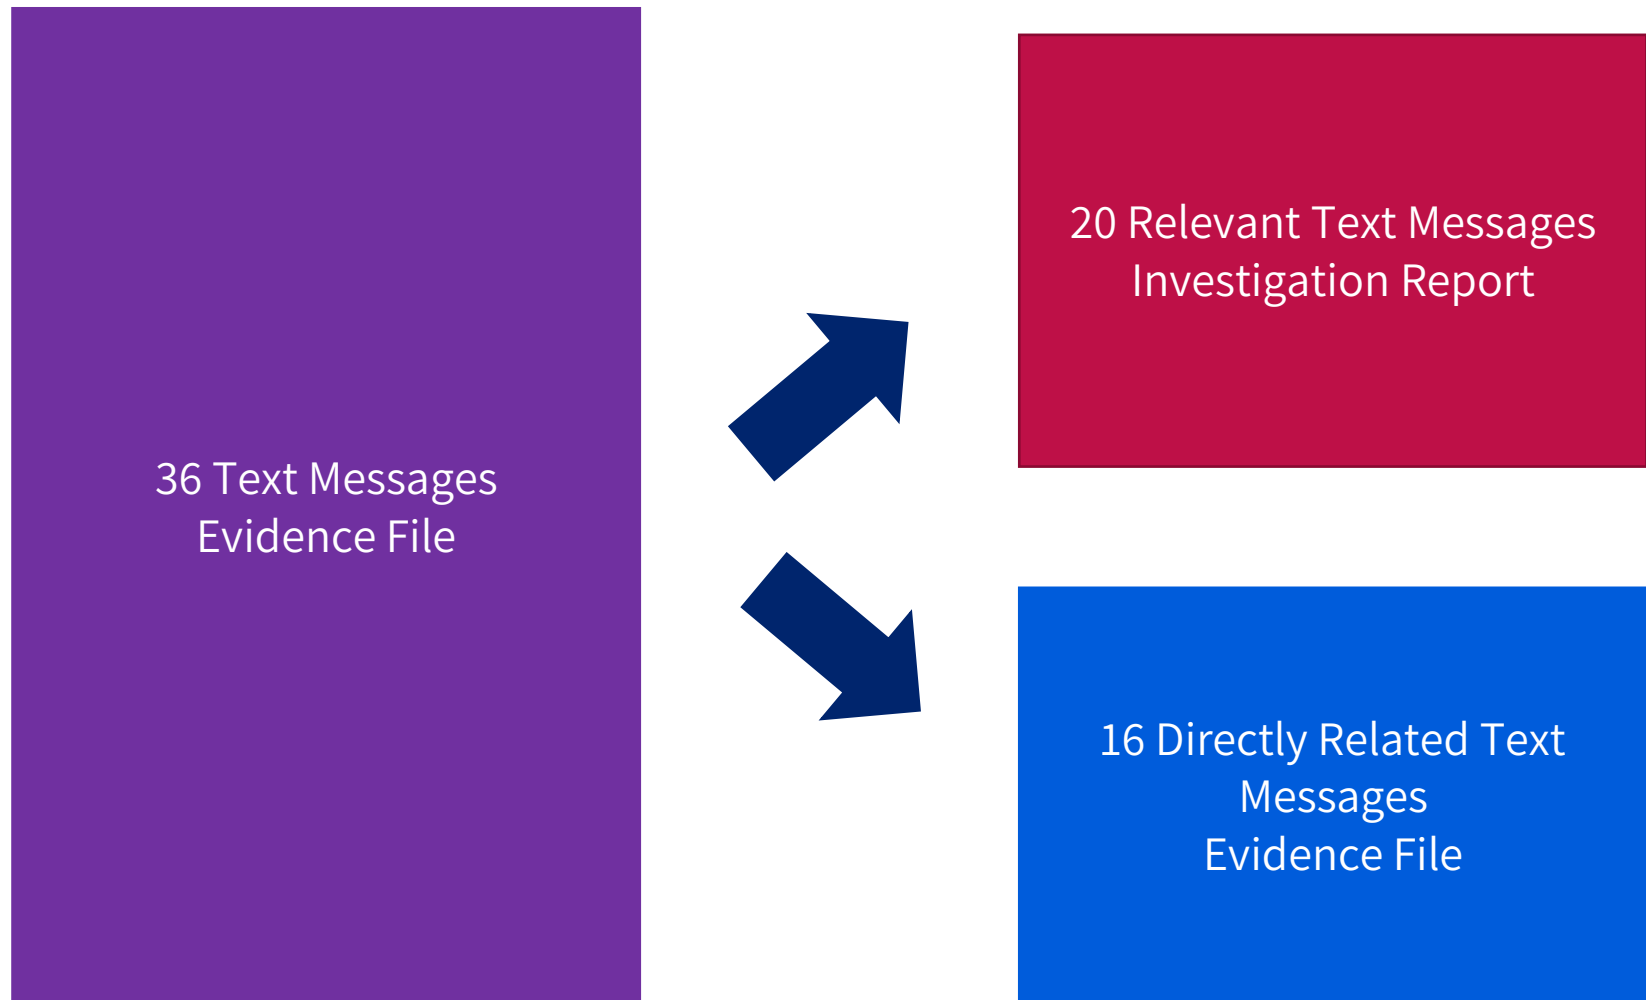 36 Text Messages
Evidence File
20 Relevant Text Messages
Investigation Report
16 Directly Related Text
Messages
Evidence File